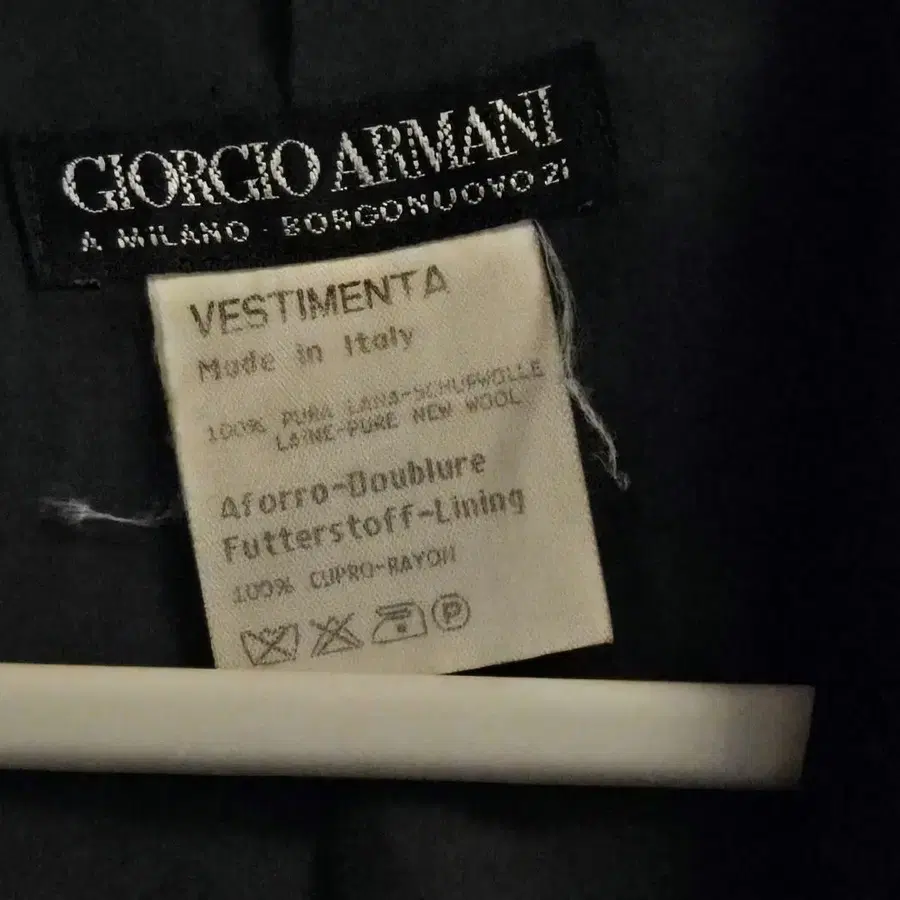 GIORGIO ARMANI
A MILANO · BORGONUOVO 21
VESTIMENTA
Made in Italy
100% PURA LANA-SCHURWOLLE
LAINE-PURE NEW WOOL
Aforro-Doublure
Futterstoff-Lining
100% CUPRO-RAYON
P